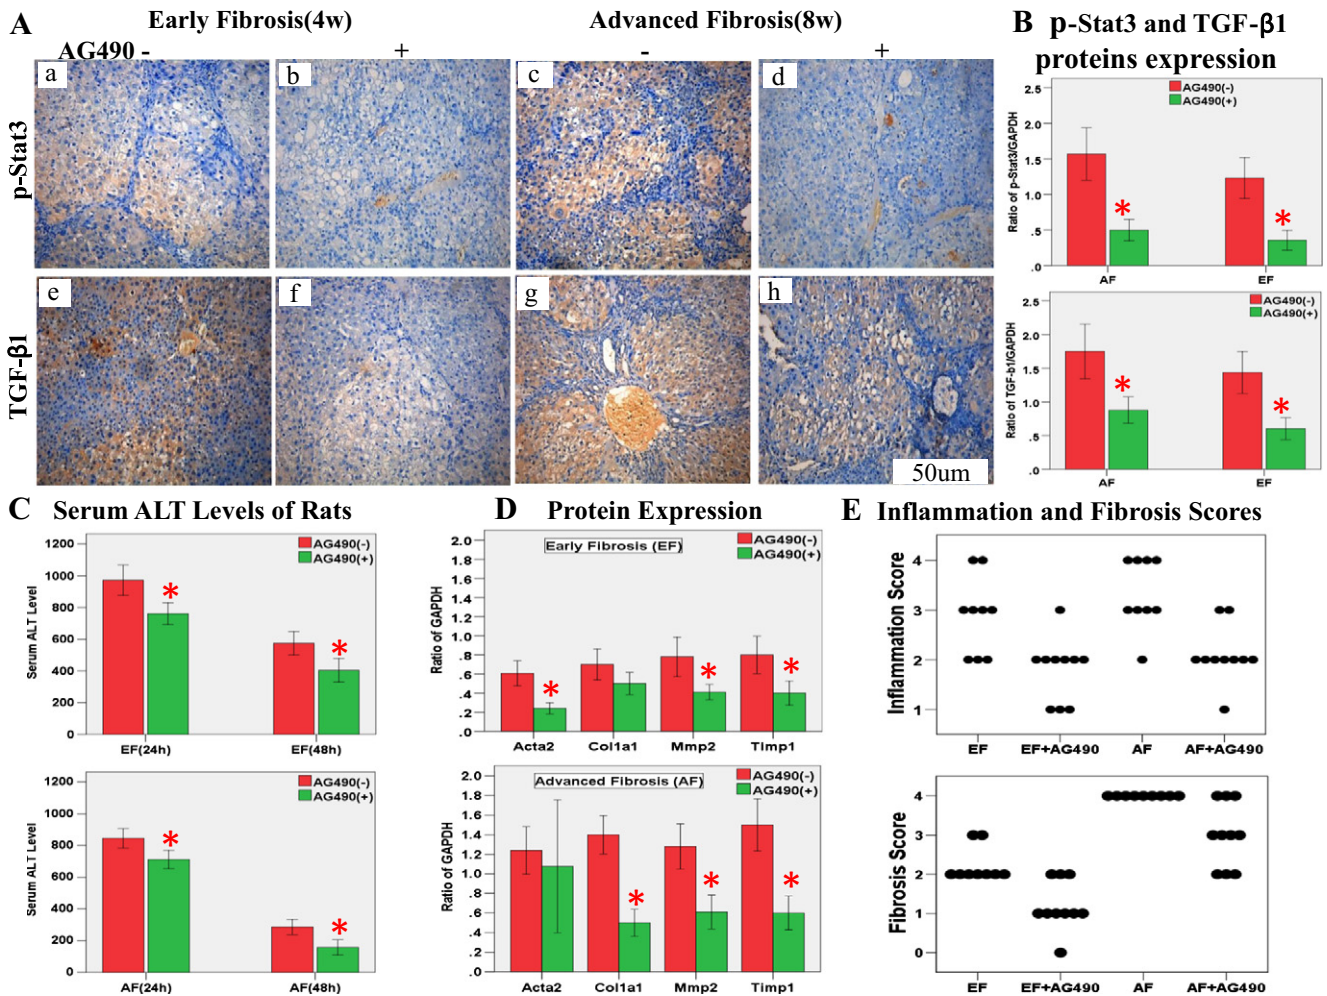 A
Early Fibrosis(4w)
Advanced Fibrosis(8w)
AG490 -
+
-
+
p-Stat3
a
b
c
d
TGF-β1
e
f
g
h
50um
B
p-Stat3 and TGF-β1
proteins expression
AG490(-)
AG490(+)
Ratio of p-Stat3/GAPDH
2.5
2.0
1.5
1.0
.5
.0
*
*
AF
EF
AG490(-)
AG490(+)
Ratio of TGF-b1/GAPDH
2.5
2.0
1.5
1.0
.5
.0
*
*
AF
EF
C
Serum ALT Levels of Rats
AG490(-)
AG490(+)
Serum ALT Level
1200
1000
800
600
400
200
0
*
*
EF(24h)
EF(48h)
AG490(-)
AG490(+)
Serum ALT Level
1200
800
800
600
400
200
0
*
*
AF(24h)
AF(48h)
D
Protein Expression
Early Fibrosis (EF)
AG490(-)
AG490(+)
Ratio of GAPDH
2.0
1.8
1.6
1.4
1.2
1.0
.8
.6
.4
.2
.0
*
*
*
Acta2
Col1a1
Mmp2
Timp1
Advanced Fibrosis (AF)
AG490(-)
AG490(+)
Ratio of GAPDH
2.0
1.8
1.6
1.4
1.2
1.0
.8
.6
.4
.2
.0
*
*
*
Acta2
Col1a1
Mmp2
Timp1
E
Inflammation and Fibrosis Scores
Inflammation Score
4
3
2
1
EF
EF+AG490
AF
AF+AG490
Fibrosis Score
4
3
2
1
0
EF
EF+AG490
AF
AF+AG490